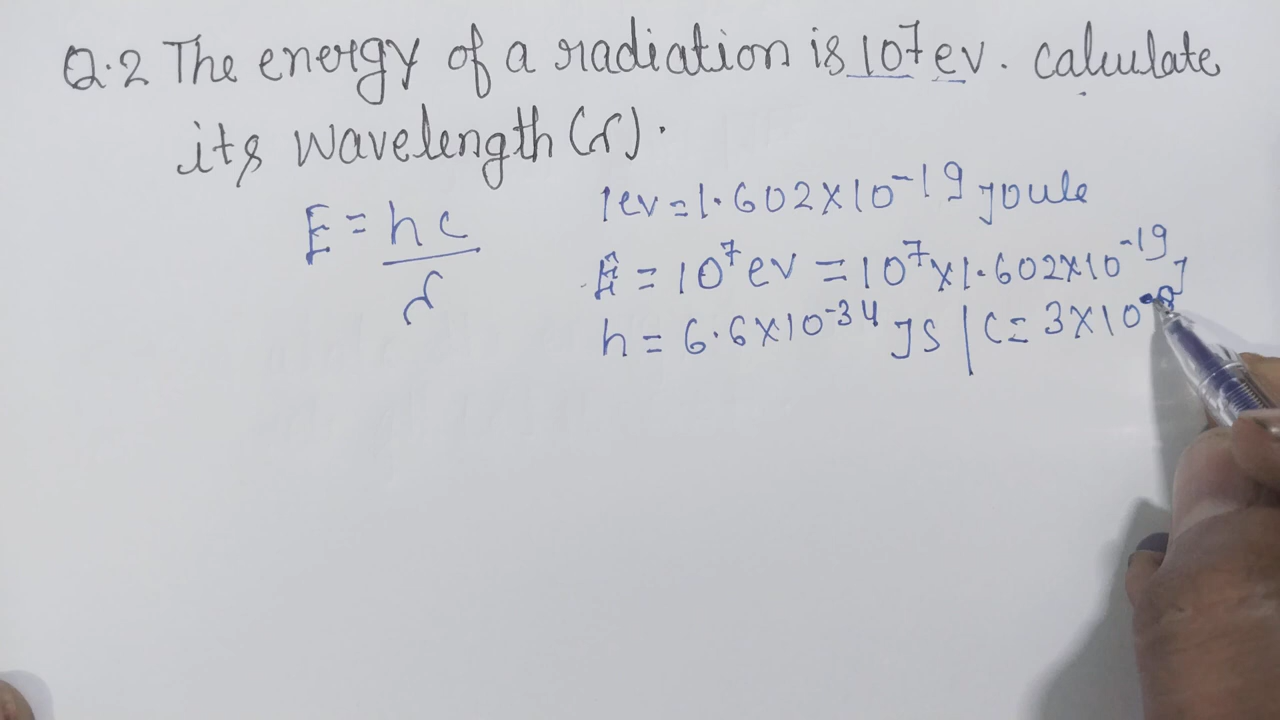 Q.2 The energy of a radiation is 10⁷ ev. calculate
its wavelength (λ).
E = hc/λ
1ev = 1.602×10⁻¹⁹ joule
E = 10⁷ ev = 10⁷×1.602×10⁻¹⁹ J
h = 6.6×10⁻³⁴ JS | C = 3×10